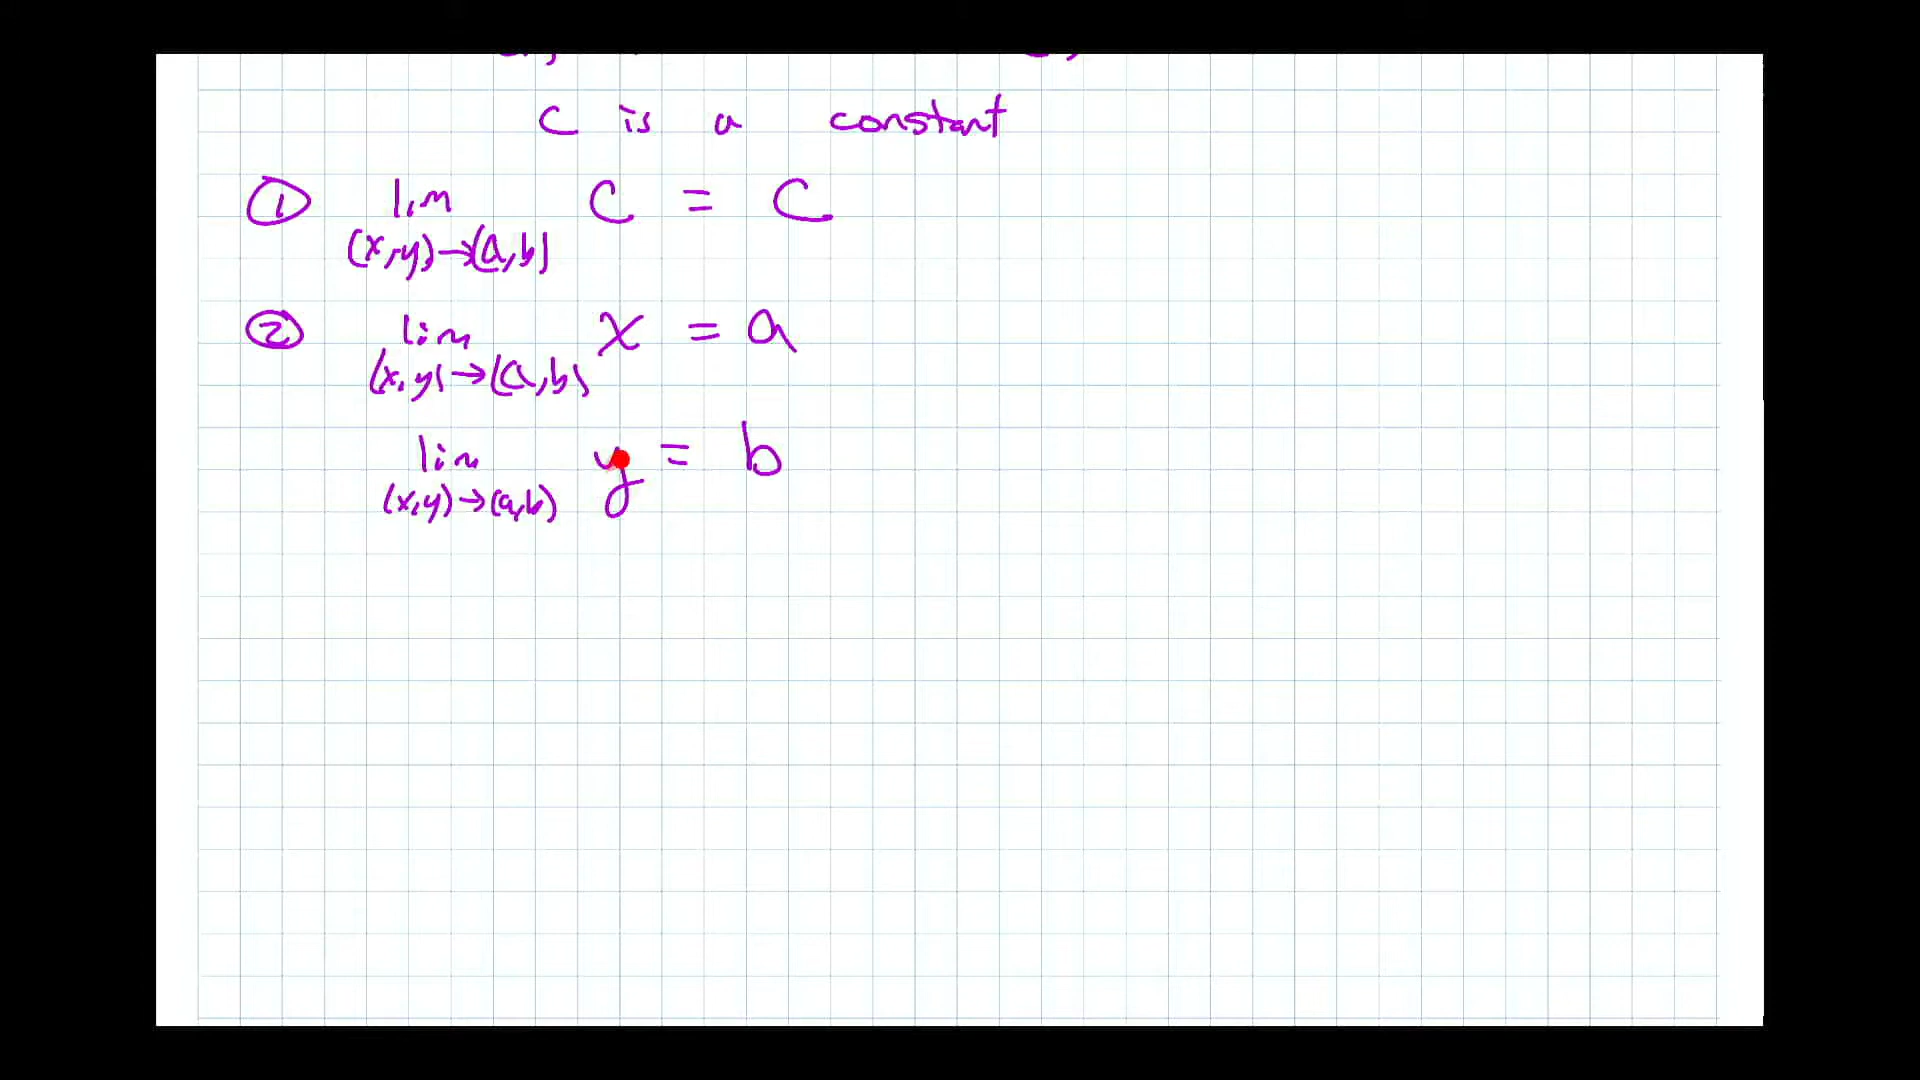 C is a constant
① lim C = C
(x,y)→(a,b)
② lim x = a
(x,y)→(a,b)
lim y = b
(x,y)→(a,b)